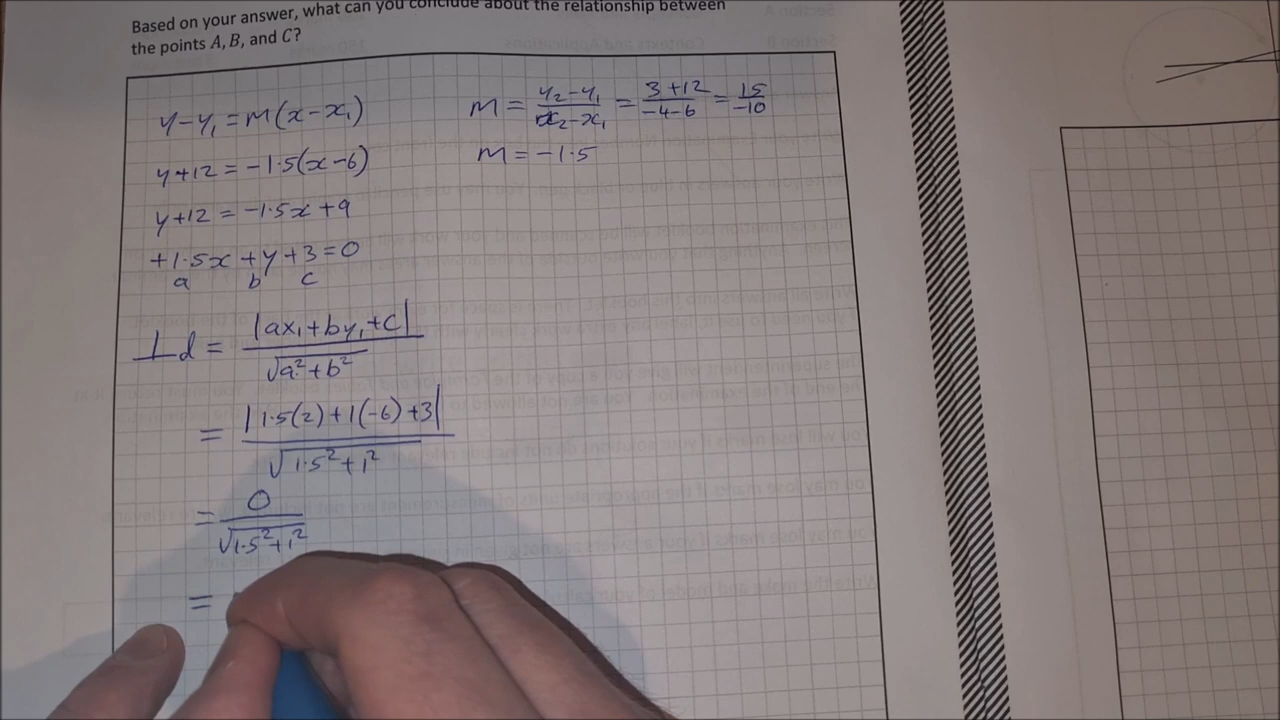 Based on your answer, what can you conclude about the relationship between
the points A, B, and C?
y-y₁ = m(x-x₁)
m = y₂-y₁/x₂-x₁ = 3+12/-4-6 = 15/-10
y+12 = -1.5(x-6)
m = -1.5
y+12 = -1.5x+9
+1.5x + y + 3 = 0
a b c
⊥d = |ax₁+by₁+c|/√a²+b²
= |1.5(2)+1(-6)+3|/√1.5²+1²
= 0/√1.5²+1²
=